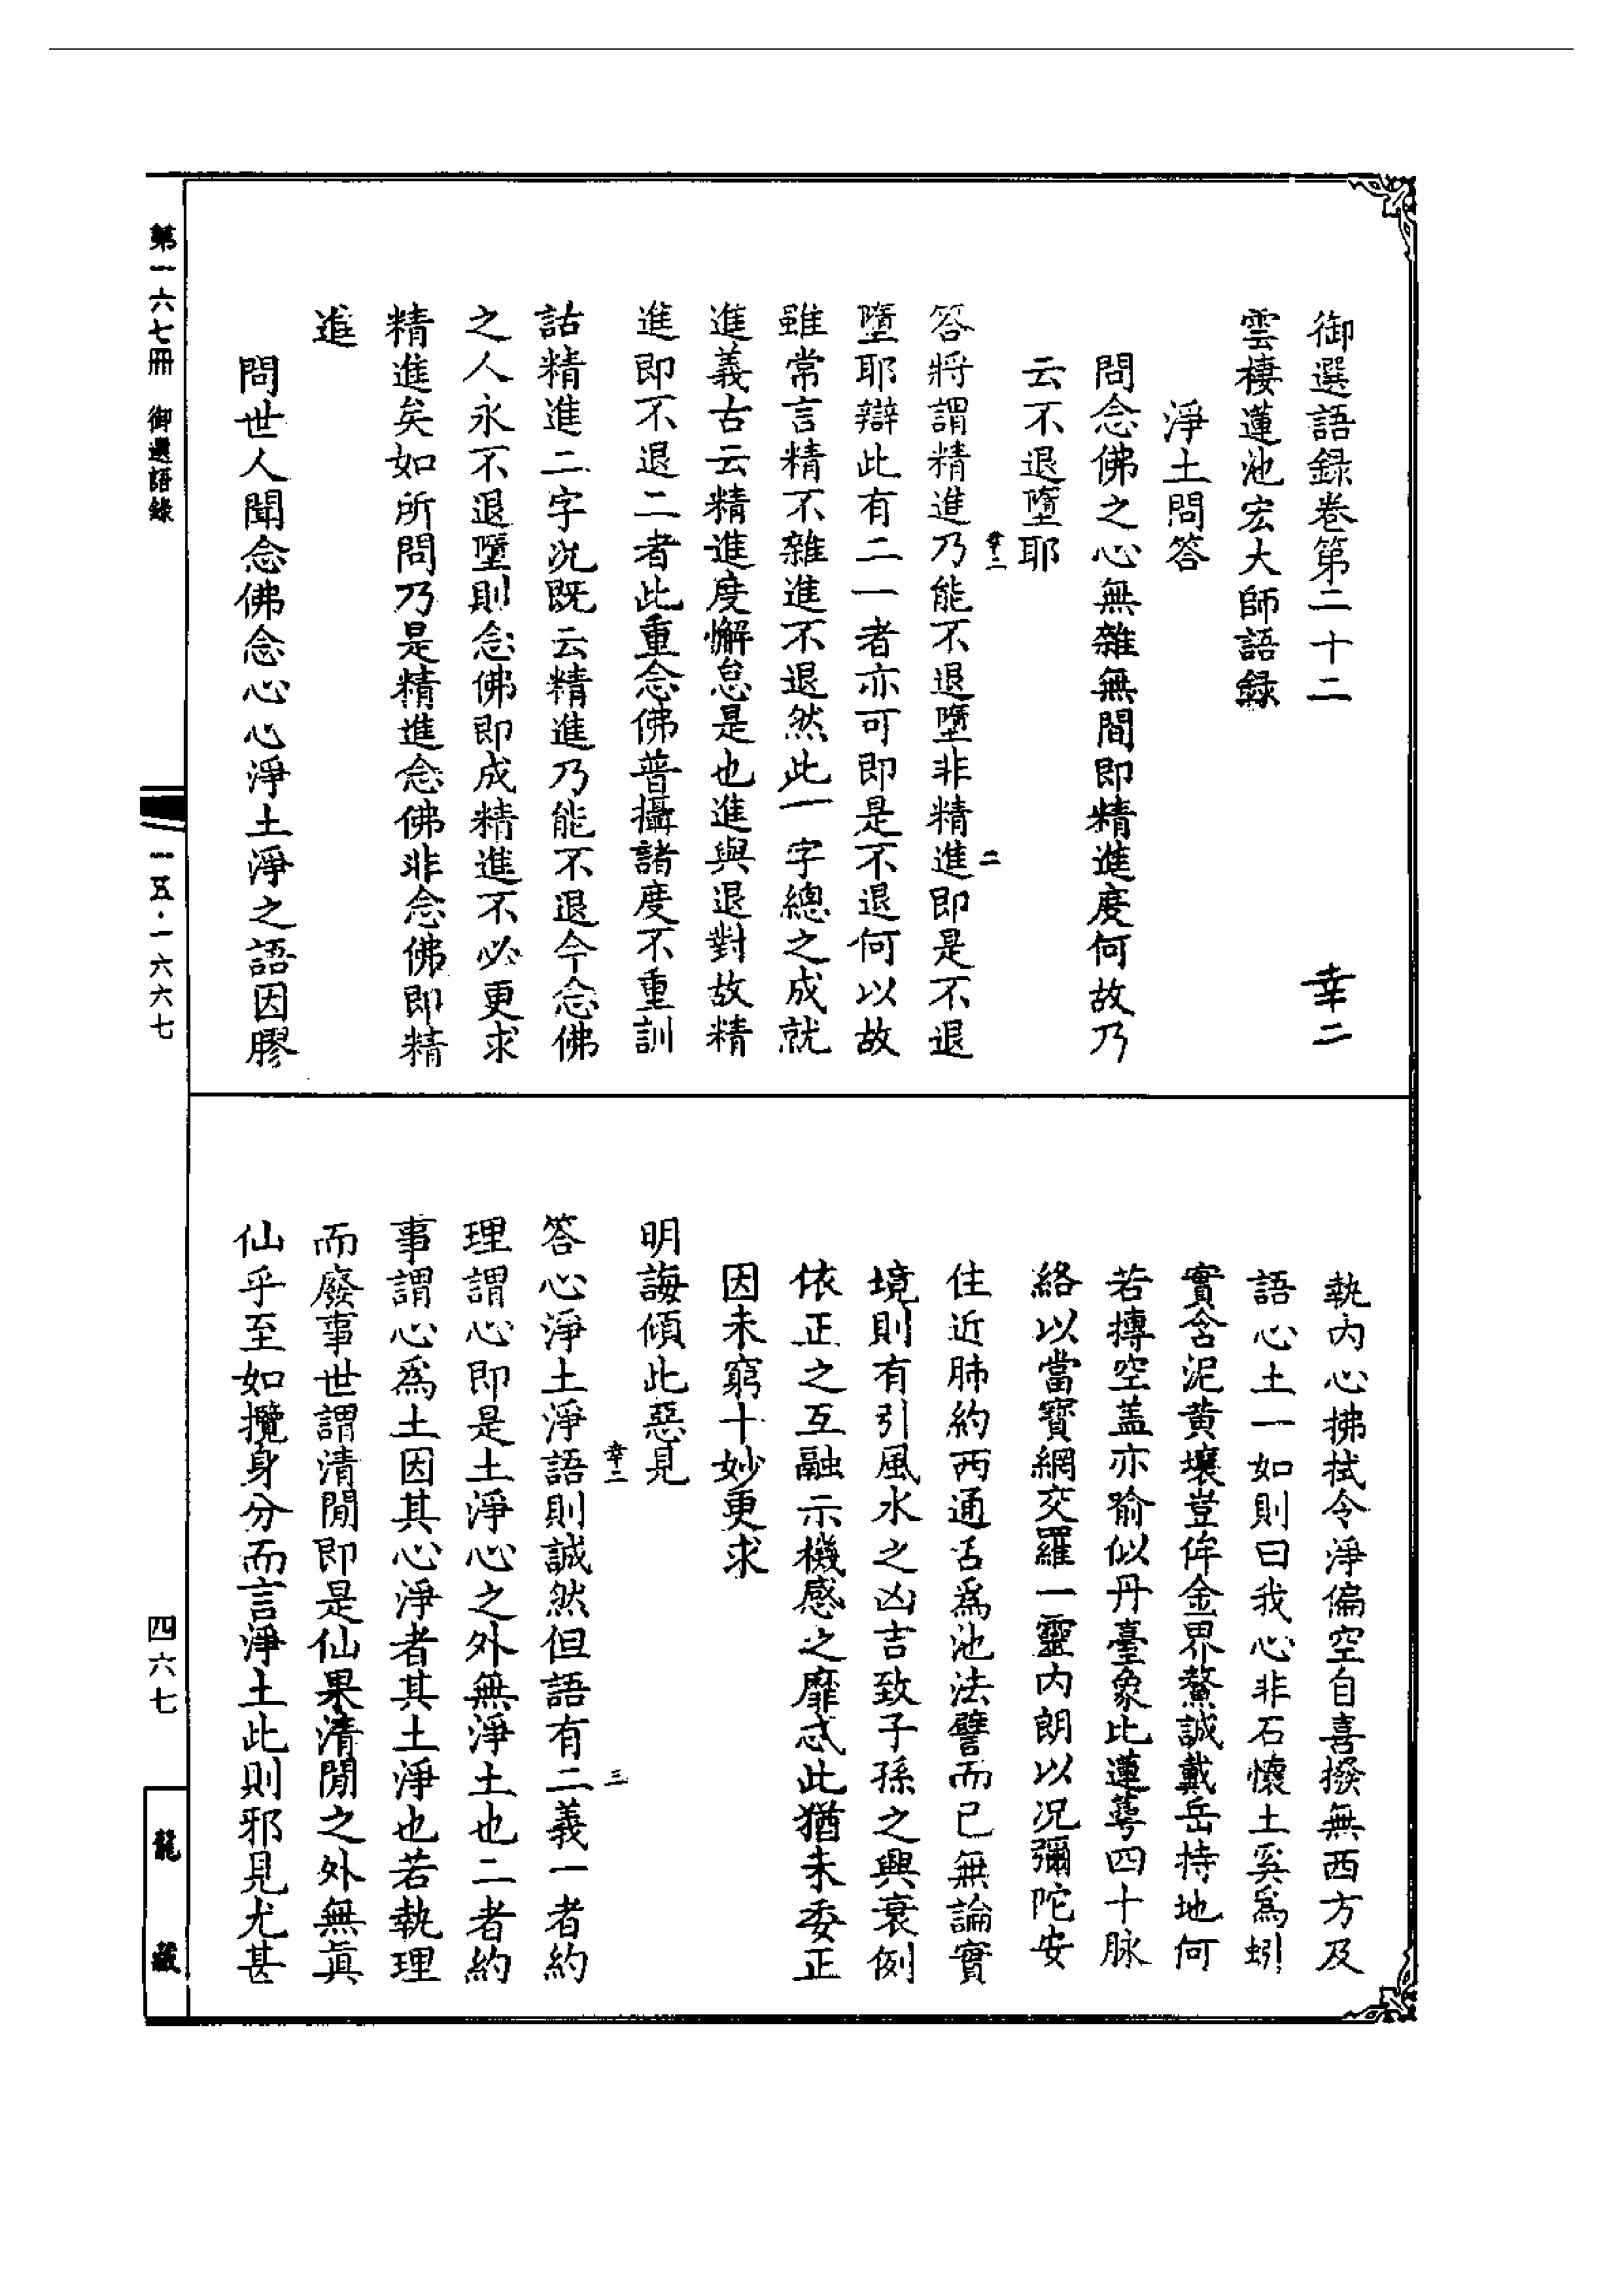 御選語録卷第二十二　幸二
雲棲蓮池宏大師語録
淨土問答
問念佛之心無雜無間即精進度何故乃
云不退墮耶
幸二　二
答將謂精進乃能不退墮非精進即是不退
墮耶辯此有二一者亦可即是不退何以故
雖常言精不雜進不退然此一字總之成就
進義古云精進度懈怠是也進與退對故精
進即不退二者此重念佛普攝諸度不重訓
詁精進二字況既云精進乃能不退今念佛
之人永不退墮則念佛即成精進不必更求
精進矣如所問乃是精進念佛非念佛即精
進
問世人聞念佛念心心淨土淨之語因膠
執內心拂拭令淨偏空自喜撥無西方及
語心土一如則曰我心非石懷土奚爲蚓
實含泥黄壤豈侔金界鰲誠戴岳持地何
若摶空盖亦喻似丹臺象比蓮蕚四十脉
絡以當寳網交羅一靈內朗以况彌陀安
住近肺約西通舌爲池法譬而已無論實
境則有引風水之凶吉致子孫之興衰例
依正之互融示機感之靡忒此猶未委正
因未窮十妙更求
明誨傾此惡見
幸二　三
答心淨土淨語則誠然但語有二義一者約
理謂心即是土淨心之外無淨土也二者約
事謂心爲土因其心淨者其土淨也若執理
而廢事世謂清閒即是仙果清閒之外無眞
仙乎至如攬身分而言淨土此則邪見尤甚
第一六七冊　御選語錄
一五·一六六七
四六七
龍藏